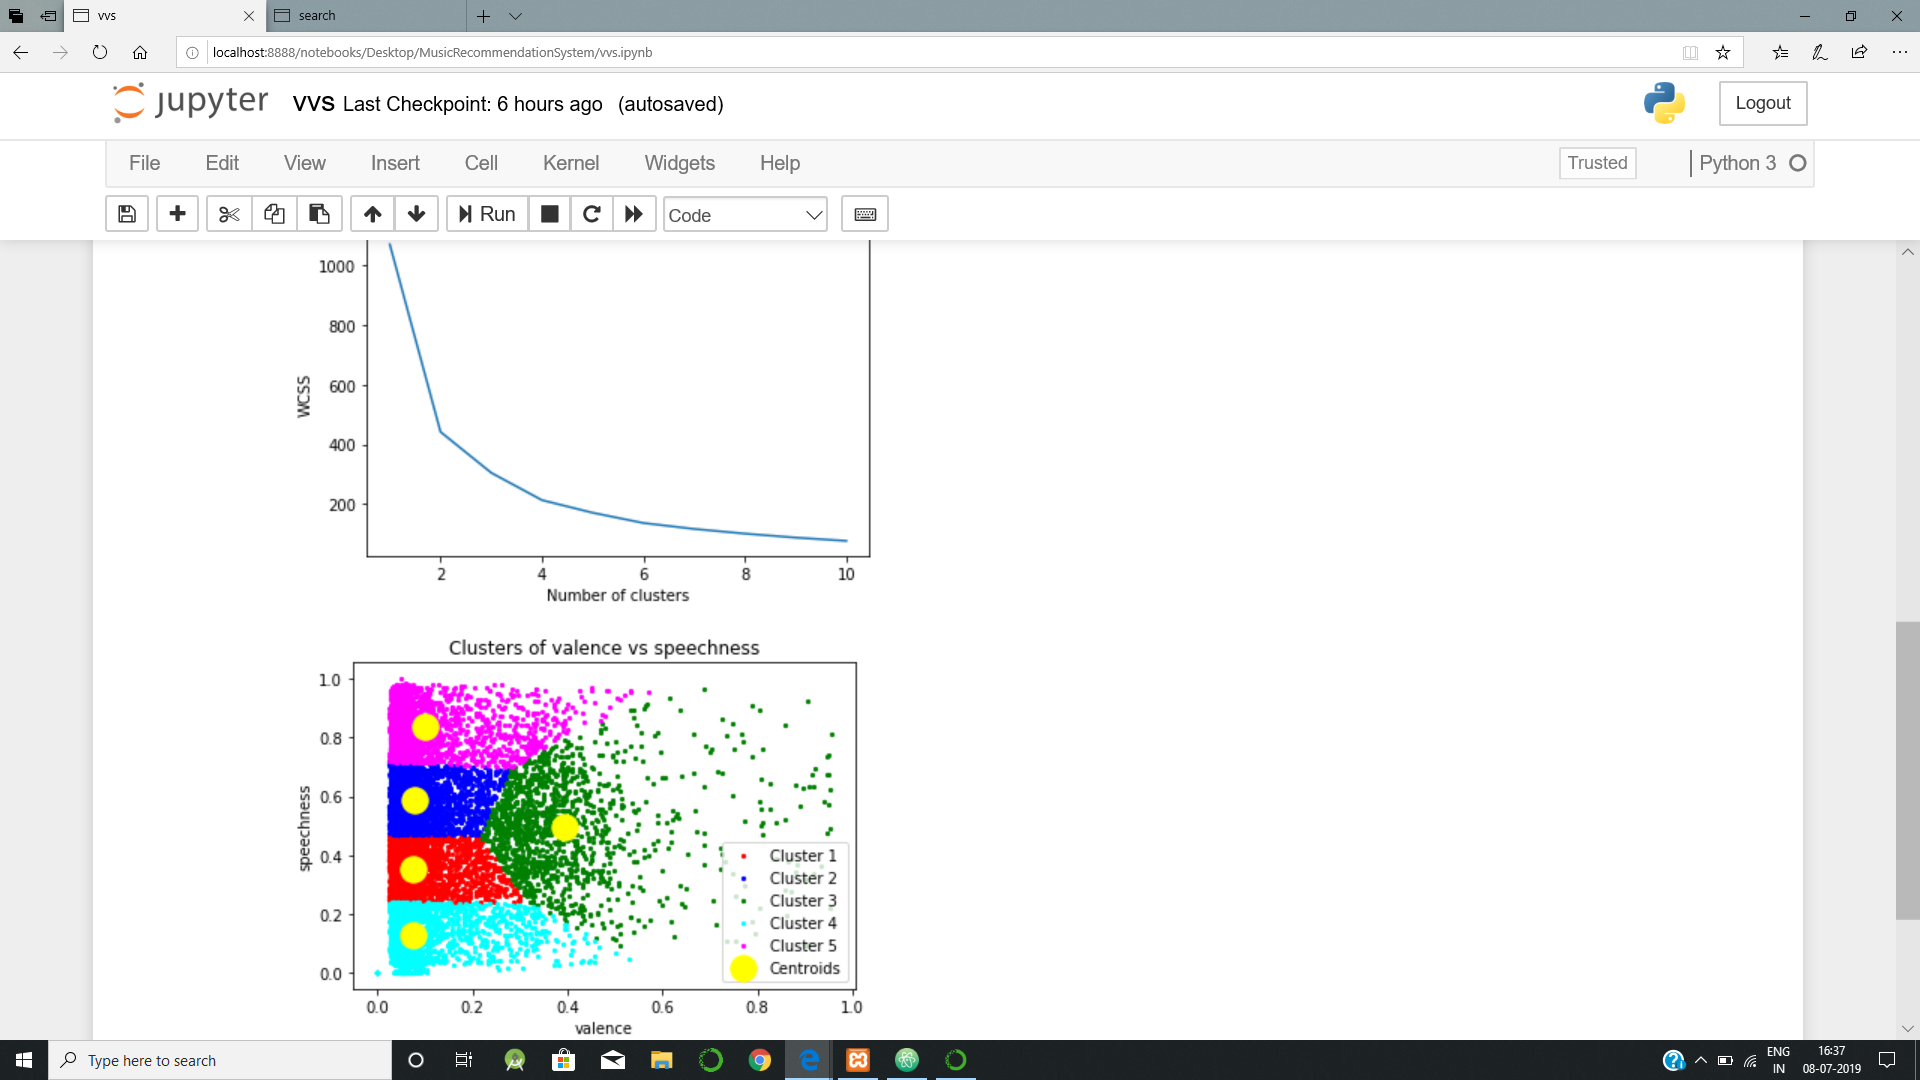 vvs
search
localhost:8888/notebooks/Desktop/MusicRecommendationSystem/vvs.ipynb
jupyter VVS Last Checkpoint: 6 hours ago (autosaved)
Logout
File Edit View Insert Cell Kernel Widgets Help
Trusted
Python 3
Run
Code
1000
800
600
400
200
WCSS
2 4 6 8 10
Number of clusters
Clusters of valence vs speechness
1.0
0.8
0.6
0.4
0.2
0.0
speechness
Cluster 1
Cluster 2
Cluster 3
Cluster 4
Cluster 5
Centroids
0.0 0.2 0.4 0.6 0.8 1.0
valence
Type here to search
ENG
IN
16:37
08-07-2019